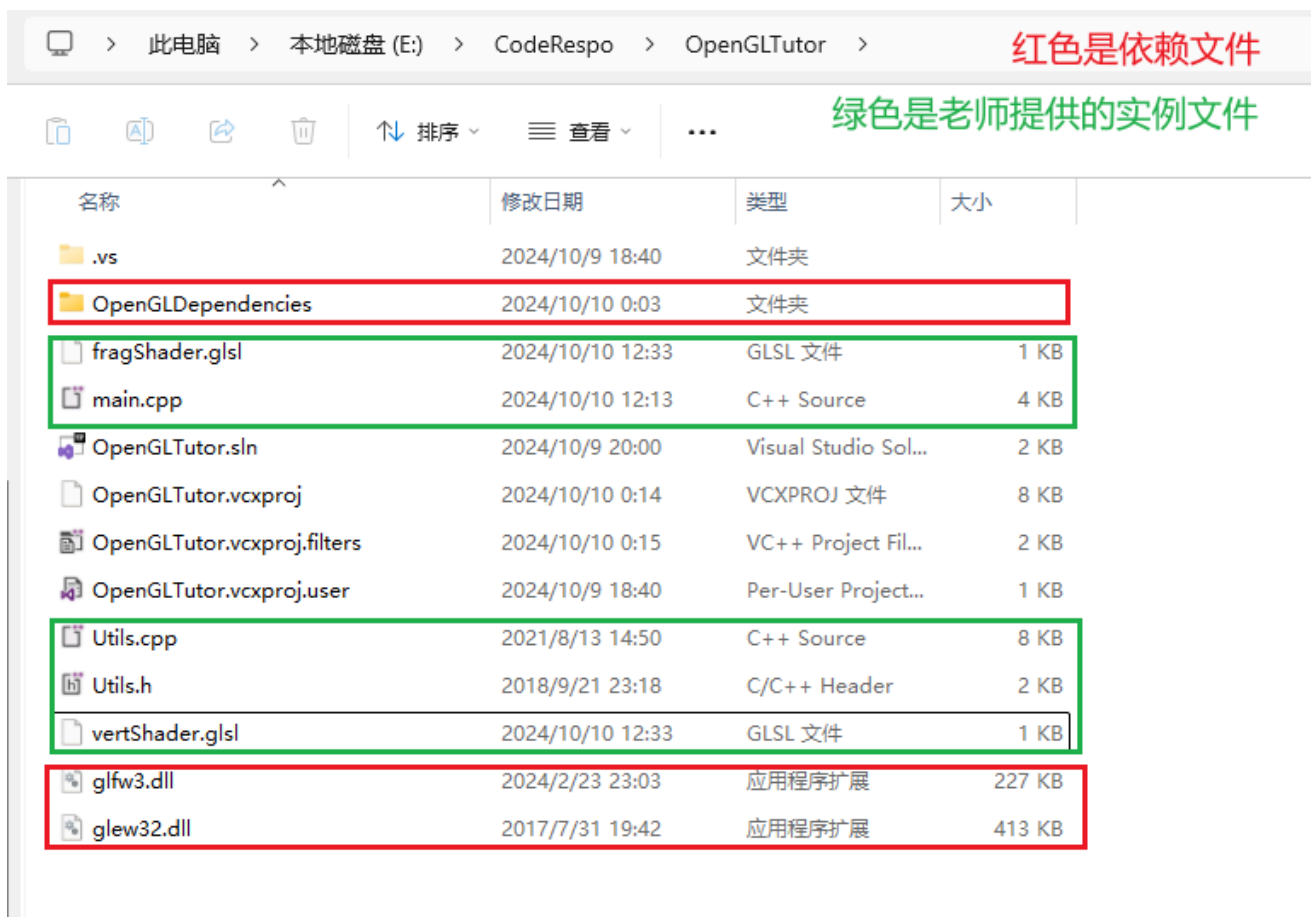 此电脑 > 本地磁盘 (E:) > CodeRespo > OpenGLTutor > 红色是依赖文件
绿色是老师提供的实例文件
排序 查看 ...
名称 修改日期 类型 大小
.vs 2024/10/9 18:40 文件夹
OpenGLDependencies 2024/10/10 0:03 文件夹
fragShader.glsl 2024/10/10 12:33 GLSL 文件 1 KB
main.cpp 2024/10/10 12:13 C++ Source 4 KB
OpenGLTutor.sln 2024/10/9 20:00 Visual Studio Sol... 2 KB
OpenGLTutor.vcxproj 2024/10/10 0:14 VCXPROJ 文件 8 KB
OpenGLTutor.vcxproj.filters 2024/10/10 0:15 VC++ Project Fil... 2 KB
OpenGLTutor.vcxproj.user 2024/10/9 18:40 Per-User Project... 1 KB
Utils.cpp 2021/8/13 14:50 C++ Source 8 KB
Utils.h 2018/9/21 23:18 C/C++ Header 2 KB
vertShader.glsl 2024/10/10 12:33 GLSL 文件 1 KB
glfw3.dll 2024/2/23 23:03 应用程序扩展 227 KB
glew32.dll 2017/7/31 19:42 应用程序扩展 413 KB